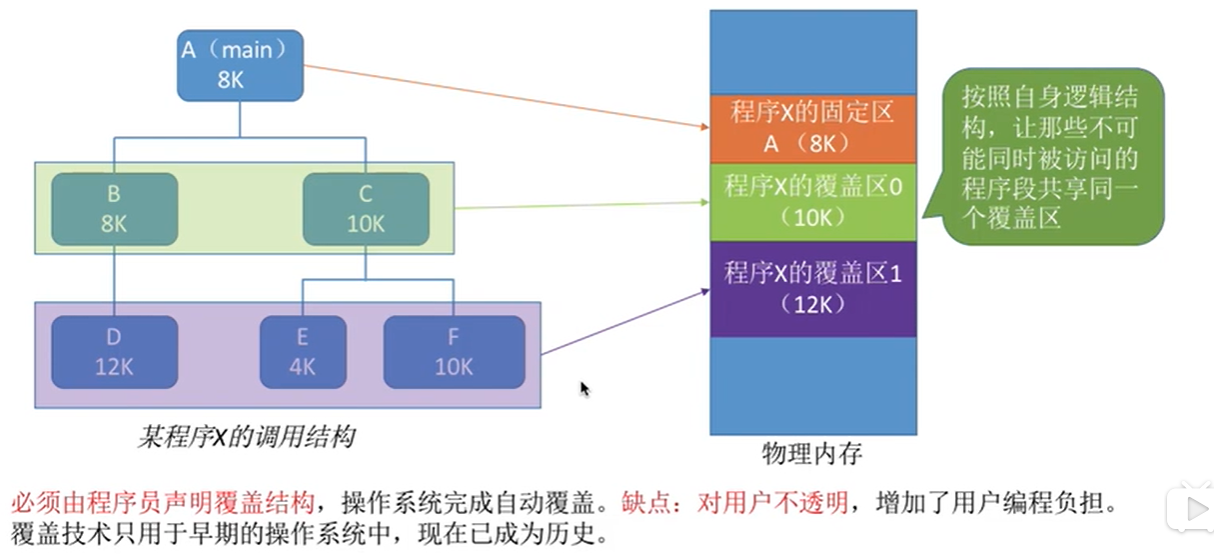 A（main）
8K
B
8K
C
10K
D
12K
E
4K
F
10K
某程序X的调用结构
程序X的固定区
A （8K）
程序X的覆盖区0
（10K）
程序X的覆盖区1
（12K）
物理内存
按照自身逻辑结
构，让那些不可
能同时被访问的
程序段共享同一
个覆盖区
必须由程序员声明覆盖结构，操作系统完成自动覆盖。缺点：对用户不透明，增加了用户编程负担。
覆盖技术只用于早期的操作系统中，现在已成为历史。